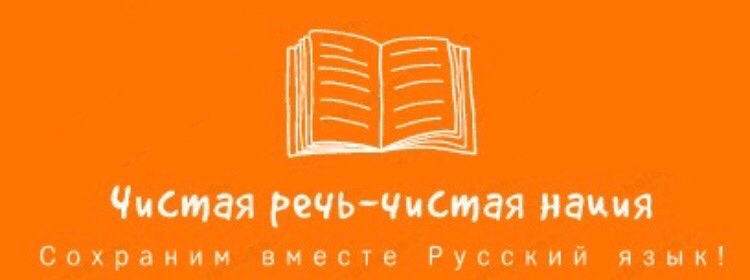 Чистая речь-чистая нация
Сохраним вместе Русский язык!